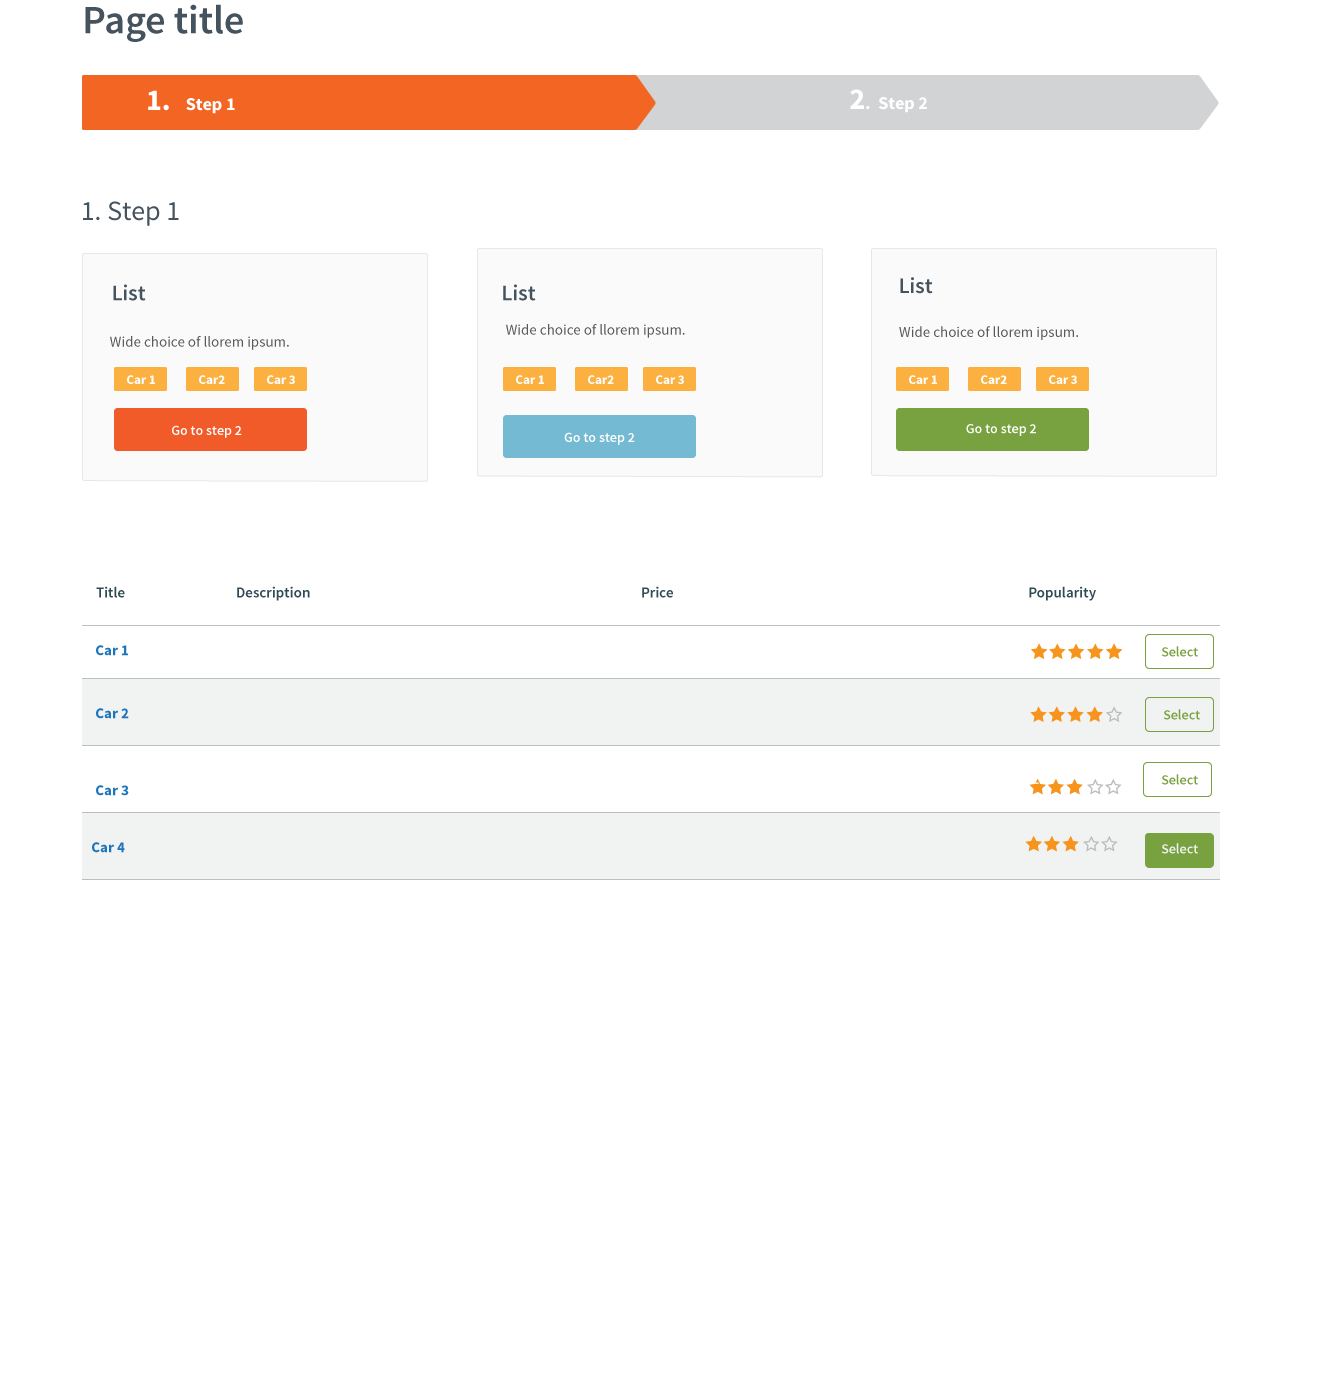 Page title
1. Step 1
2. Step 2
1. Step 1
List
Wide choice of llorem ipsum.
Car 1 Car2 Car 3
Go to step 2
List
Wide choice of llorem ipsum.
Car 1 Car2 Car 3
Go to step 2
List
Wide choice of llorem ipsum.
Car 1 Car2 Car 3
Go to step 2
Title Description Price Popularity
Car 1 Select
Car 2 Select
Car 3 Select
Car 4 Select